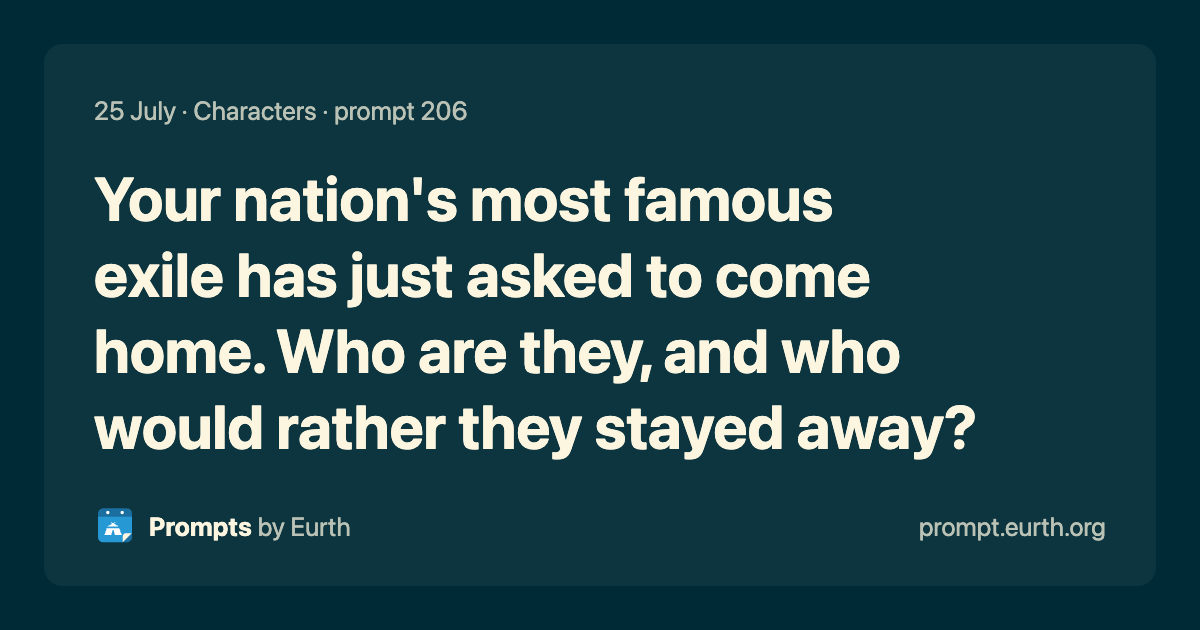 25 July · Characters · prompt 206
Your nation's most famous
exile has just asked to come
home. Who are they, and who
would rather they stayed away?
Prompts by Eurth
prompt.eurth.org